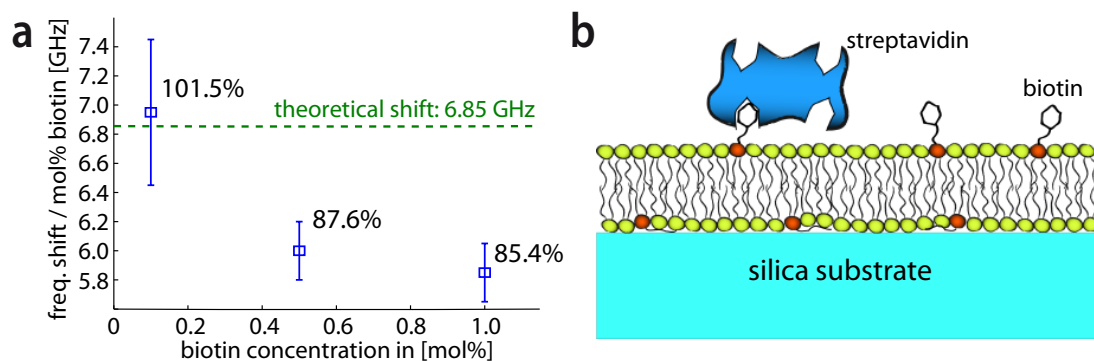 a
freq. shift / mol% biotin [GHz]
7.4
7.2
7.0
6.8
6.6
6.4
6.2
6.0
5.8
101.5%
theoretical shift: 6.85 GHz
87.6%
85.4%
0
0.2
0.4
0.6
0.8
1.0
biotin concentration in [mol%]
b
streptavidin
biotin
silica substrate